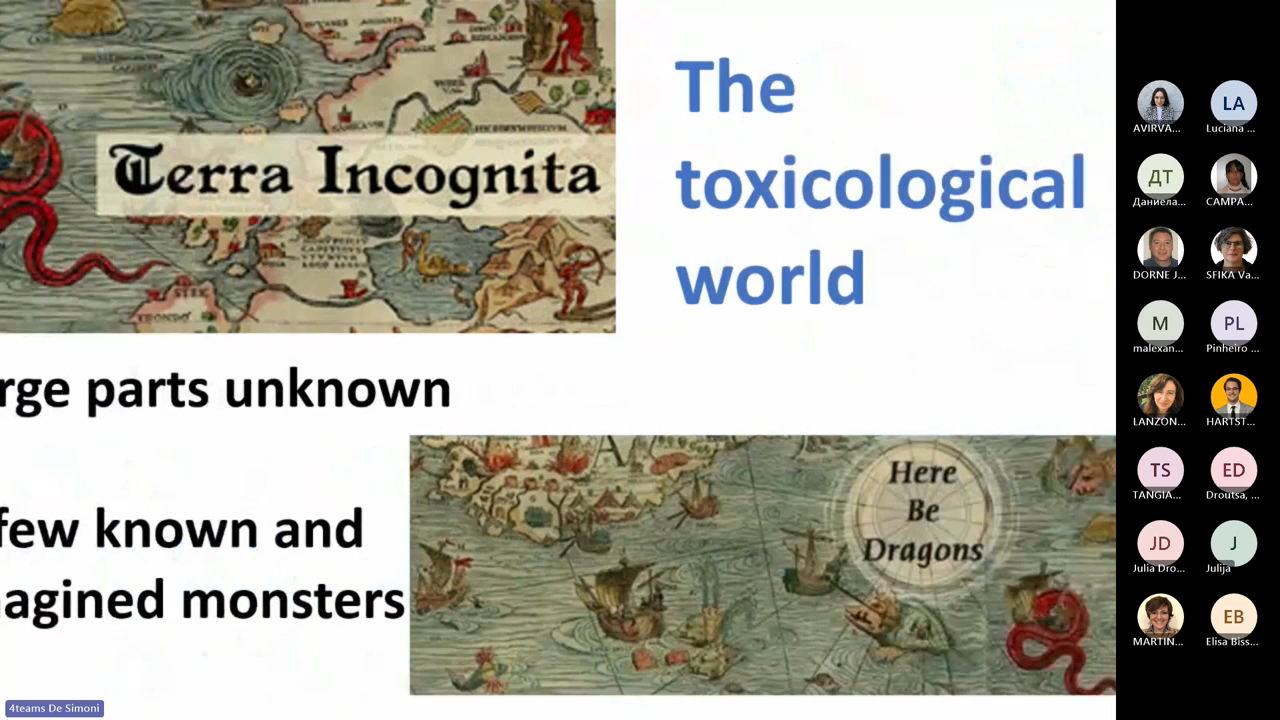 Terra Incognita
The
toxicological
world
rge parts unknown
few known and
agined monsters
Here
Be
Dragons
AVIRVA...
LA
Luciana ...
ДТ
Даниела...
CAMPA...
DORNE J...
SFIKA Va...
M
malexan...
PL
Pinheiro ...
LANZON...
HARTST...
TS
TANGIA...
ED
Droutsa, ...
JD
Julia Dro...
J
Julija
MARTIN...
EB
Elisa Biss...
4teams De Simoni